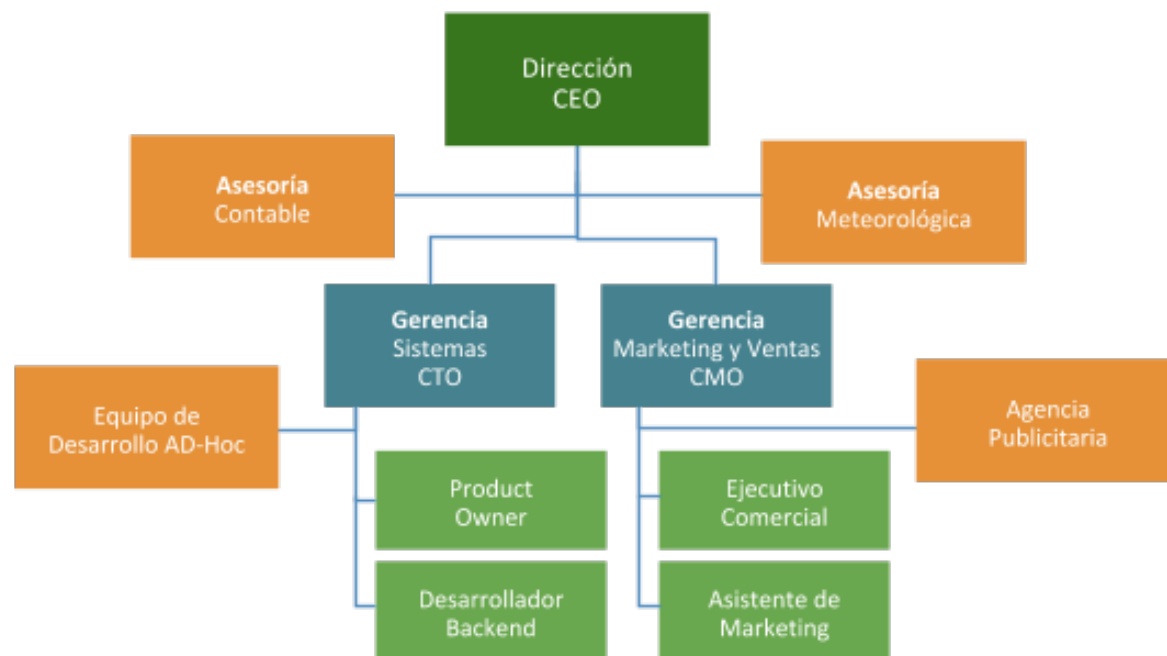 Dirección
CEO
Asesoría
Contable
Asesoría
Meteorológica
Gerencia
Sistemas
CTO
Gerencia
Marketing y Ventas
CMO
Equipo de
Desarrollo AD-Hoc
Agencia
Publicitaria
Product
Owner
Ejecutivo
Comercial
Desarrollador
Backend
Asistente de
Marketing